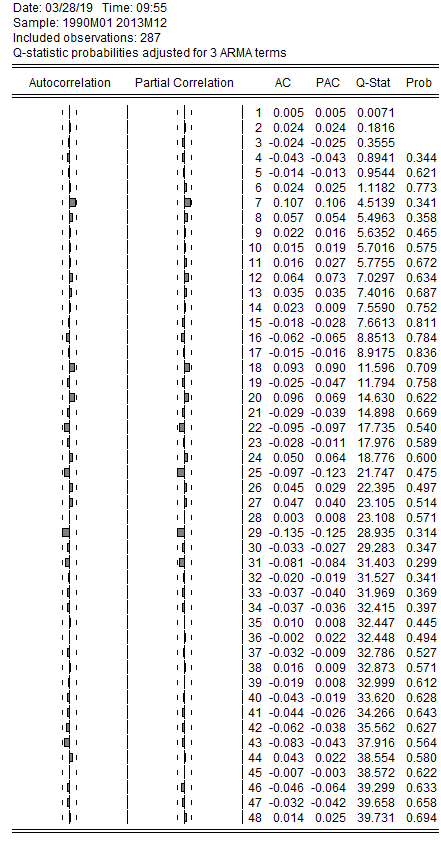 Date: 03/28/19 Time: 09:55
Sample: 1990M01 2013M12
Included observations: 287
Q-statistic probabilities adjusted for 3 ARMA terms
Autocorrelation Partial Correlation AC PAC Q-Stat Prob
1 0.005 0.005 0.0071
2 0.024 0.024 0.1816
3 -0.024 -0.025 0.3555
4 -0.043 -0.043 0.8941 0.344
5 -0.014 -0.013 0.9544 0.621
6 0.024 0.025 1.1182 0.773
7 0.107 0.106 4.5139 0.341
8 0.057 0.054 5.4963 0.358
9 0.022 0.016 5.6352 0.465
10 0.015 0.019 5.7016 0.575
11 0.016 0.027 5.7755 0.672
12 0.064 0.073 7.0297 0.634
13 0.035 0.035 7.4016 0.687
14 0.023 0.009 7.5590 0.752
15 -0.018 -0.028 7.6613 0.811
16 -0.062 -0.065 8.8513 0.784
17 -0.015 -0.016 8.9175 0.836
18 0.093 0.090 11.596 0.709
19 -0.025 -0.047 11.794 0.758
20 0.096 0.069 14.630 0.622
21 -0.029 -0.039 14.898 0.669
22 -0.095 -0.097 17.735 0.540
23 -0.028 -0.011 17.976 0.589
24 0.050 0.064 18.776 0.600
25 -0.097 -0.123 21.747 0.475
26 0.045 0.029 22.395 0.497
27 0.047 0.040 23.105 0.514
28 0.003 0.008 23.108 0.571
29 -0.135 -0.125 28.935 0.314
30 -0.033 -0.027 29.283 0.347
31 -0.081 -0.084 31.403 0.299
32 -0.020 -0.019 31.527 0.341
33 -0.037 -0.040 31.969 0.369
34 -0.037 -0.036 32.415 0.397
35 0.010 0.008 32.447 0.445
36 -0.002 0.022 32.448 0.494
37 -0.032 -0.009 32.786 0.527
38 0.016 0.009 32.873 0.571
39 -0.019 0.008 32.999 0.612
40 -0.043 -0.019 33.620 0.628
41 -0.044 -0.026 34.266 0.643
42 -0.062 -0.038 35.562 0.627
43 -0.083 -0.043 37.916 0.564
44 0.043 0.022 38.554 0.580
45 -0.007 -0.003 38.572 0.622
46 -0.046 -0.064 39.299 0.633
47 -0.032 -0.042 39.658 0.658
48 0.014 0.025 39.731 0.694